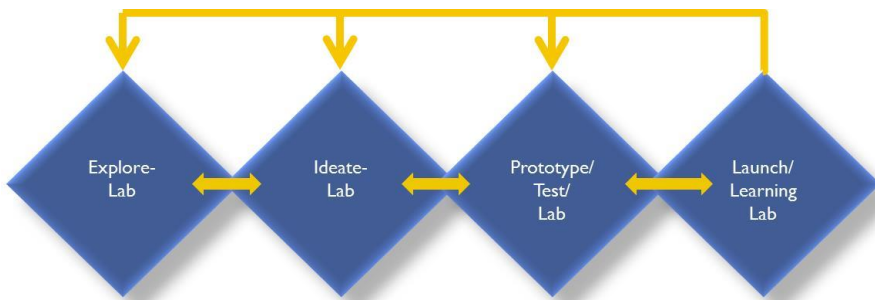 Explore-
Lab
Ideate-
Lab
Prototype/
Test/
Lab
Launch/
Learning
Lab